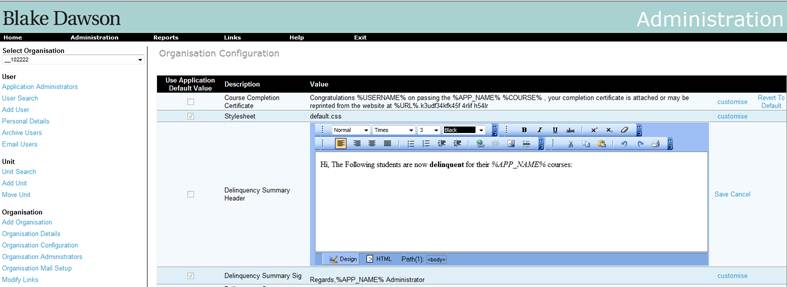 Blake Dawson
Administration
Home Administration Reports Links Help Exit
Select Organisation
__102222
User
Application Administrators
User Search
Add User
Personal Details
Archive Users
Email Users
Unit
Unit Search
Add Unit
Move Unit
Organisation
Add Organisation
Organisation Details
Organisation Configuration
Organisation Administrators
Organisation Mail Setup
Modify Links
Organisation Configuration
Use Application Default Value Description Value
Course Completion Certificate
Congratulations %USERNAME% on passing the %APP_NAME% %COURSE% , your completion certificate is attached or may be
reprinted from the website at %URL%
customise
Revert To Default
Stylesheet default.css customise
Delinquency Summary Header
Normal Times 3 Black B I U abc
Hi, The Following students are now delinquent for their %APP_NAME% courses:
Design HTML Path(1): <body>
Save Cancel
Delinquency Summary Sig Regards,%APP_NAME% Administrator customise